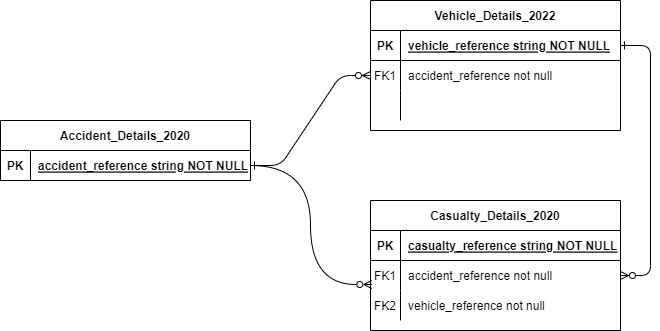 Vehicle_Details_2022
PK vehicle_reference string NOT NULL
FK1 accident_reference not null
Accident_Details_2020
PK accident_reference string NOT NULL
Casualty_Details_2020
PK casualty_reference string NOT NULL
FK1 accident_reference not null
FK2 vehicle_reference not null